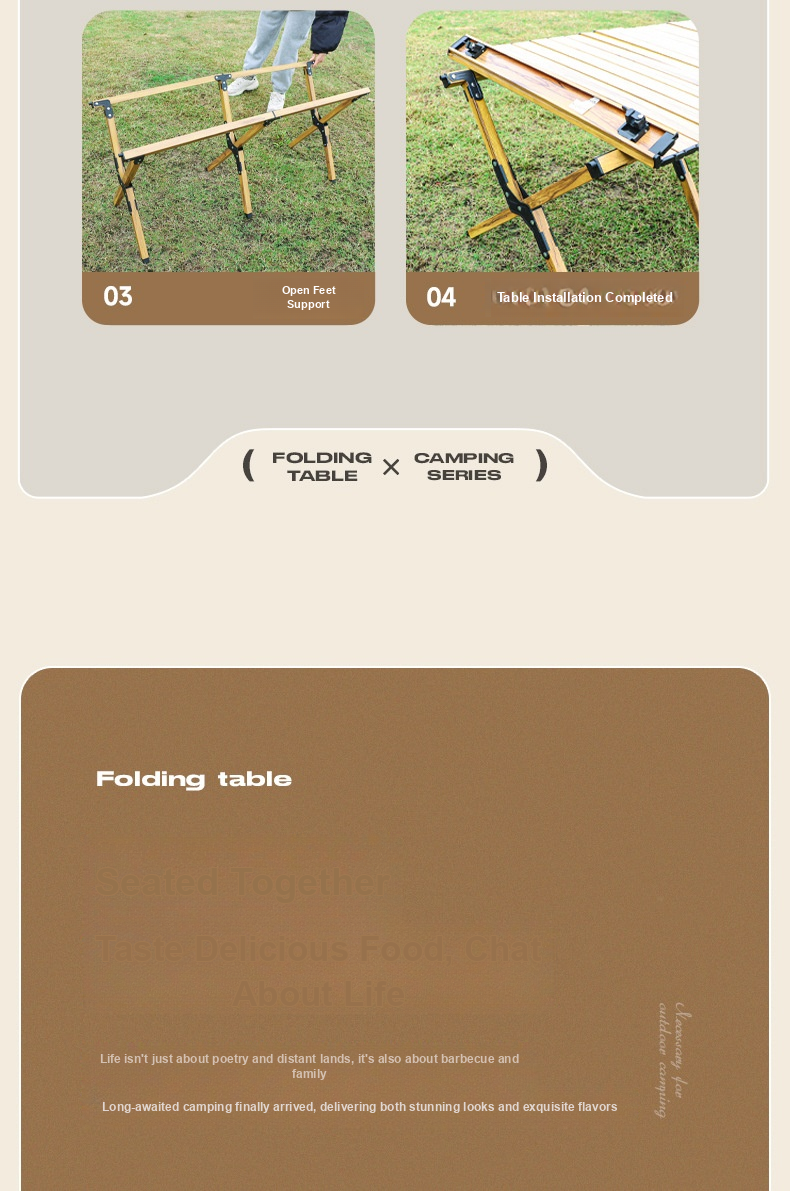 03
Open Feet
Support
04
Table Installation Completed
( FOLDING TABLE × CAMPING SERIES )
Folding table
Seated Together
Taste Delicious Food, Chat
About Life
Life isn't just about poetry and distant lands, it's also about barbecue and
family
Long-awaited camping finally arrived, delivering both stunning looks and exquisite flavors
Necessary for
outdoor camping